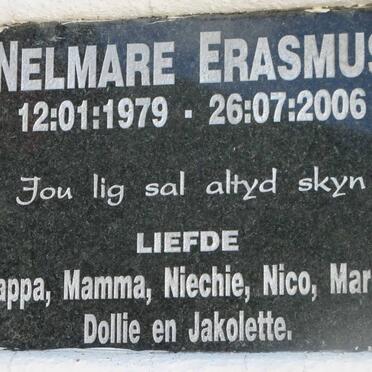 NELMARE ERASMUS
12:01:1979 - 26:07:2006
Jou lig sal altyd skyn
LIEFDE
appa, Mamma, Niechie, Nico, Mar
Dollie en Jakolette.